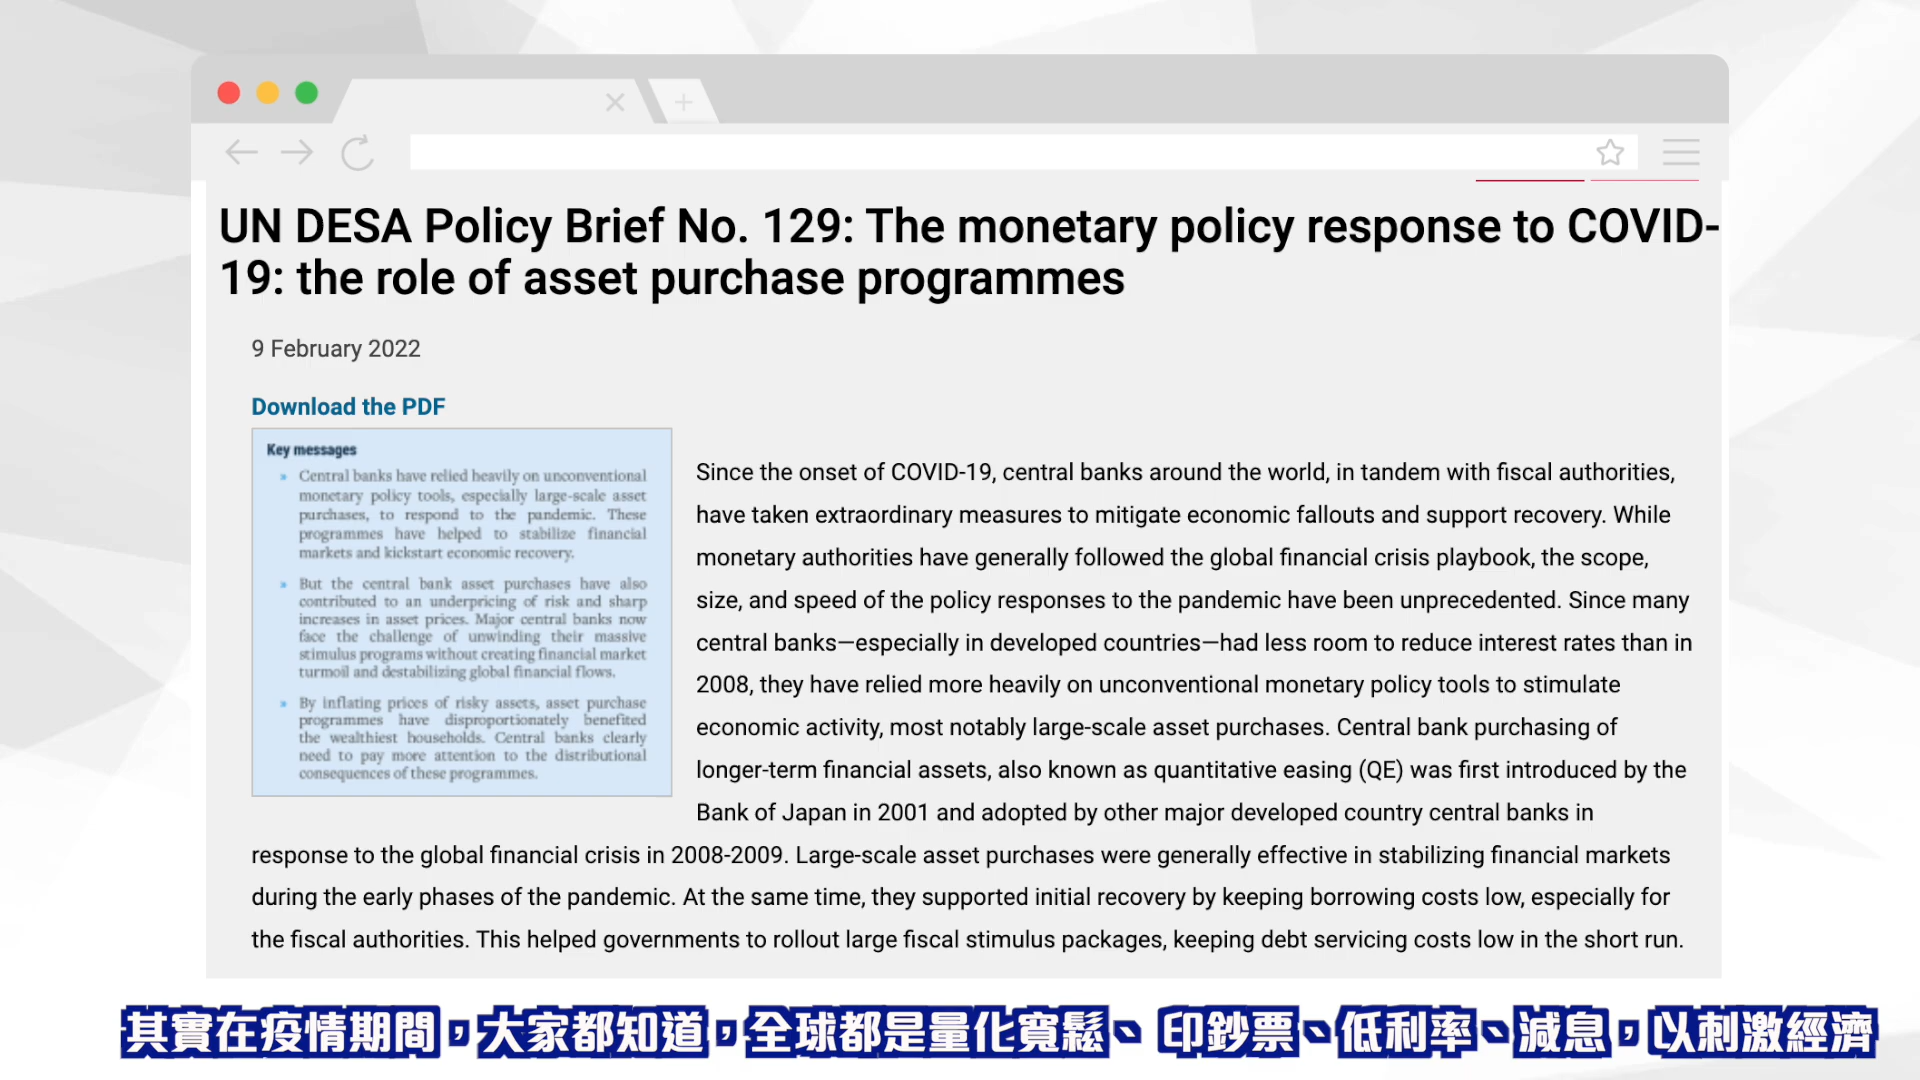 UN DESA Policy Brief No. 129: The monetary policy response to COVID-
19: the role of asset purchase programmes
9 February 2022
Download the PDF
Key messages
» Central banks have relied heavily on unconventional
monetary policy tools, especially large-scale asset
purchases, to respond to the pandemic. These
programmes have helped to stabilize financial
markets and kickstart economic recovery.
» But the central bank asset purchases have also
contributed to an underpricing of risk and sharp
increases in asset prices. Major central banks now
face the challenge of unwinding their massive
stimulus programs without creating financial market
turmoil and destabilizing global financial flows.
» By inflating prices of risky assets, asset purchase
programmes have disproportionately benefited
the wealthiest households. Central banks clearly
need to pay more attention to the distributional
consequences of these programmes.
Since the onset of COVID-19, central banks around the world, in tandem with fiscal authorities,
have taken extraordinary measures to mitigate economic fallouts and support recovery. While
monetary authorities have generally followed the global financial crisis playbook, the scope,
size, and speed of the policy responses to the pandemic have been unprecedented. Since many
central banks—especially in developed countries—had less room to reduce interest rates than in
2008, they have relied more heavily on unconventional monetary policy tools to stimulate
economic activity, most notably large-scale asset purchases. Central bank purchasing of
longer-term financial assets, also known as quantitative easing (QE) was first introduced by the
Bank of Japan in 2001 and adopted by other major developed country central banks in
response to the global financial crisis in 2008-2009. Large-scale asset purchases were generally effective in stabilizing financial markets
during the early phases of the pandemic. At the same time, they supported initial recovery by keeping borrowing costs low, especially for
the fiscal authorities. This helped governments to rollout large fiscal stimulus packages, keeping debt servicing costs low in the short run.
其實在疫情期間，大家都知道，全球都是量化寬鬆、印鈔票、低利率、減息，以刺激經濟